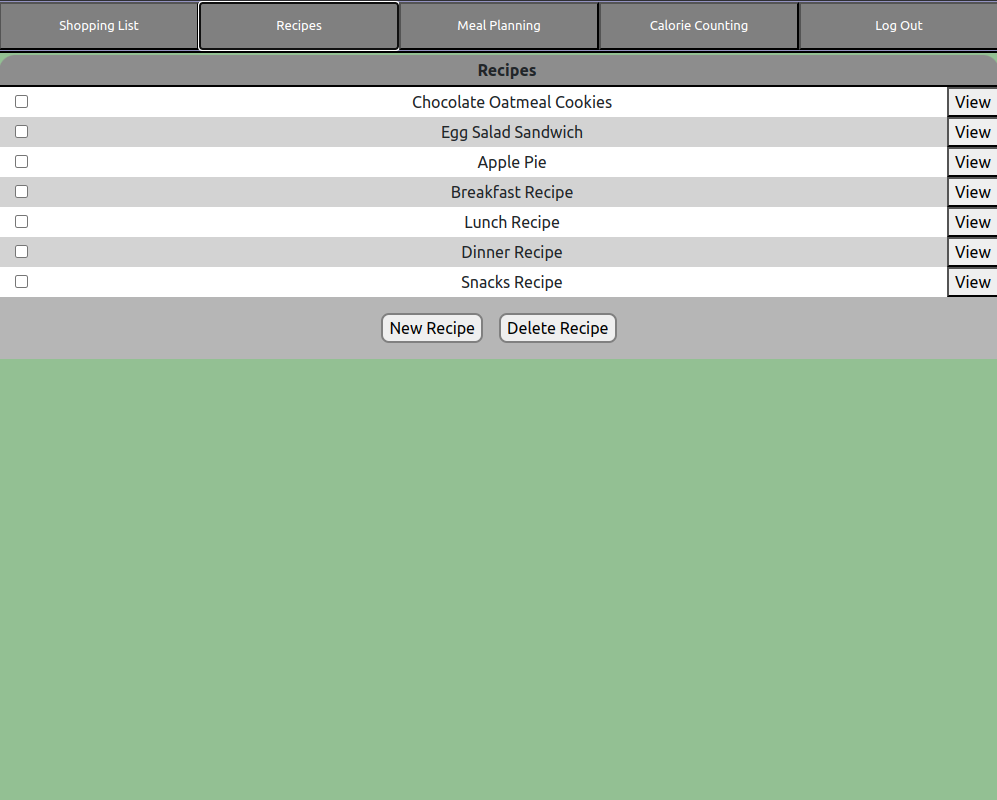 Shopping List Recipes Meal Planning Calorie Counting Log Out
Recipes
Chocolate Oatmeal Cookies View
Egg Salad Sandwich View
Apple Pie View
Breakfast Recipe View
Lunch Recipe View
Dinner Recipe View
Snacks Recipe View
New Recipe Delete Recipe